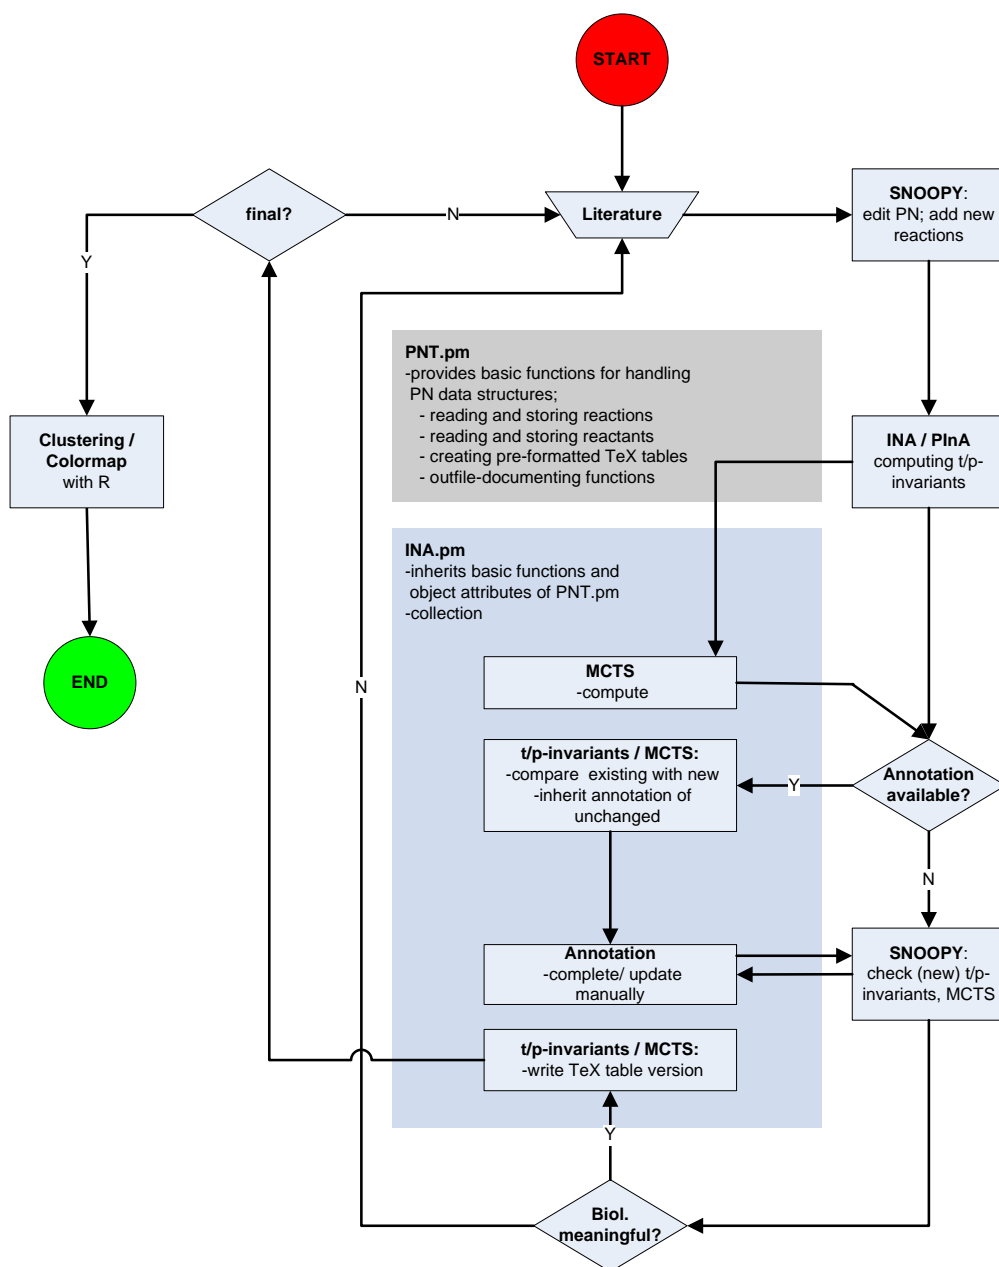 START
final?
N
Literature
SNOOPY:
edit PN; add new
reactions
Y
PNT.pm
-provides basic functions for handling
PN data structures;
- reading and storing reactions
- reading and storing reactants
- creating pre-formatted TeX tables
- outfile-documenting functions
Clustering /
Colormap
with R
INA / PInA
computing t/p-
invariants
INA.pm
-inherits basic functions and
object attributes of PNT.pm
-collection
END
N
MCTS
-compute
t/p-invariants / MCTS:
-compare  existing with new
-inherit annotation of
unchanged
Y
Annotation
available?
N
Annotation
-complete/ update
manually
SNOOPY:
check (new) t/p-
invariants, MCTS
t/p-invariants / MCTS:
-write TeX table version
Y
Biol.
meaningful?